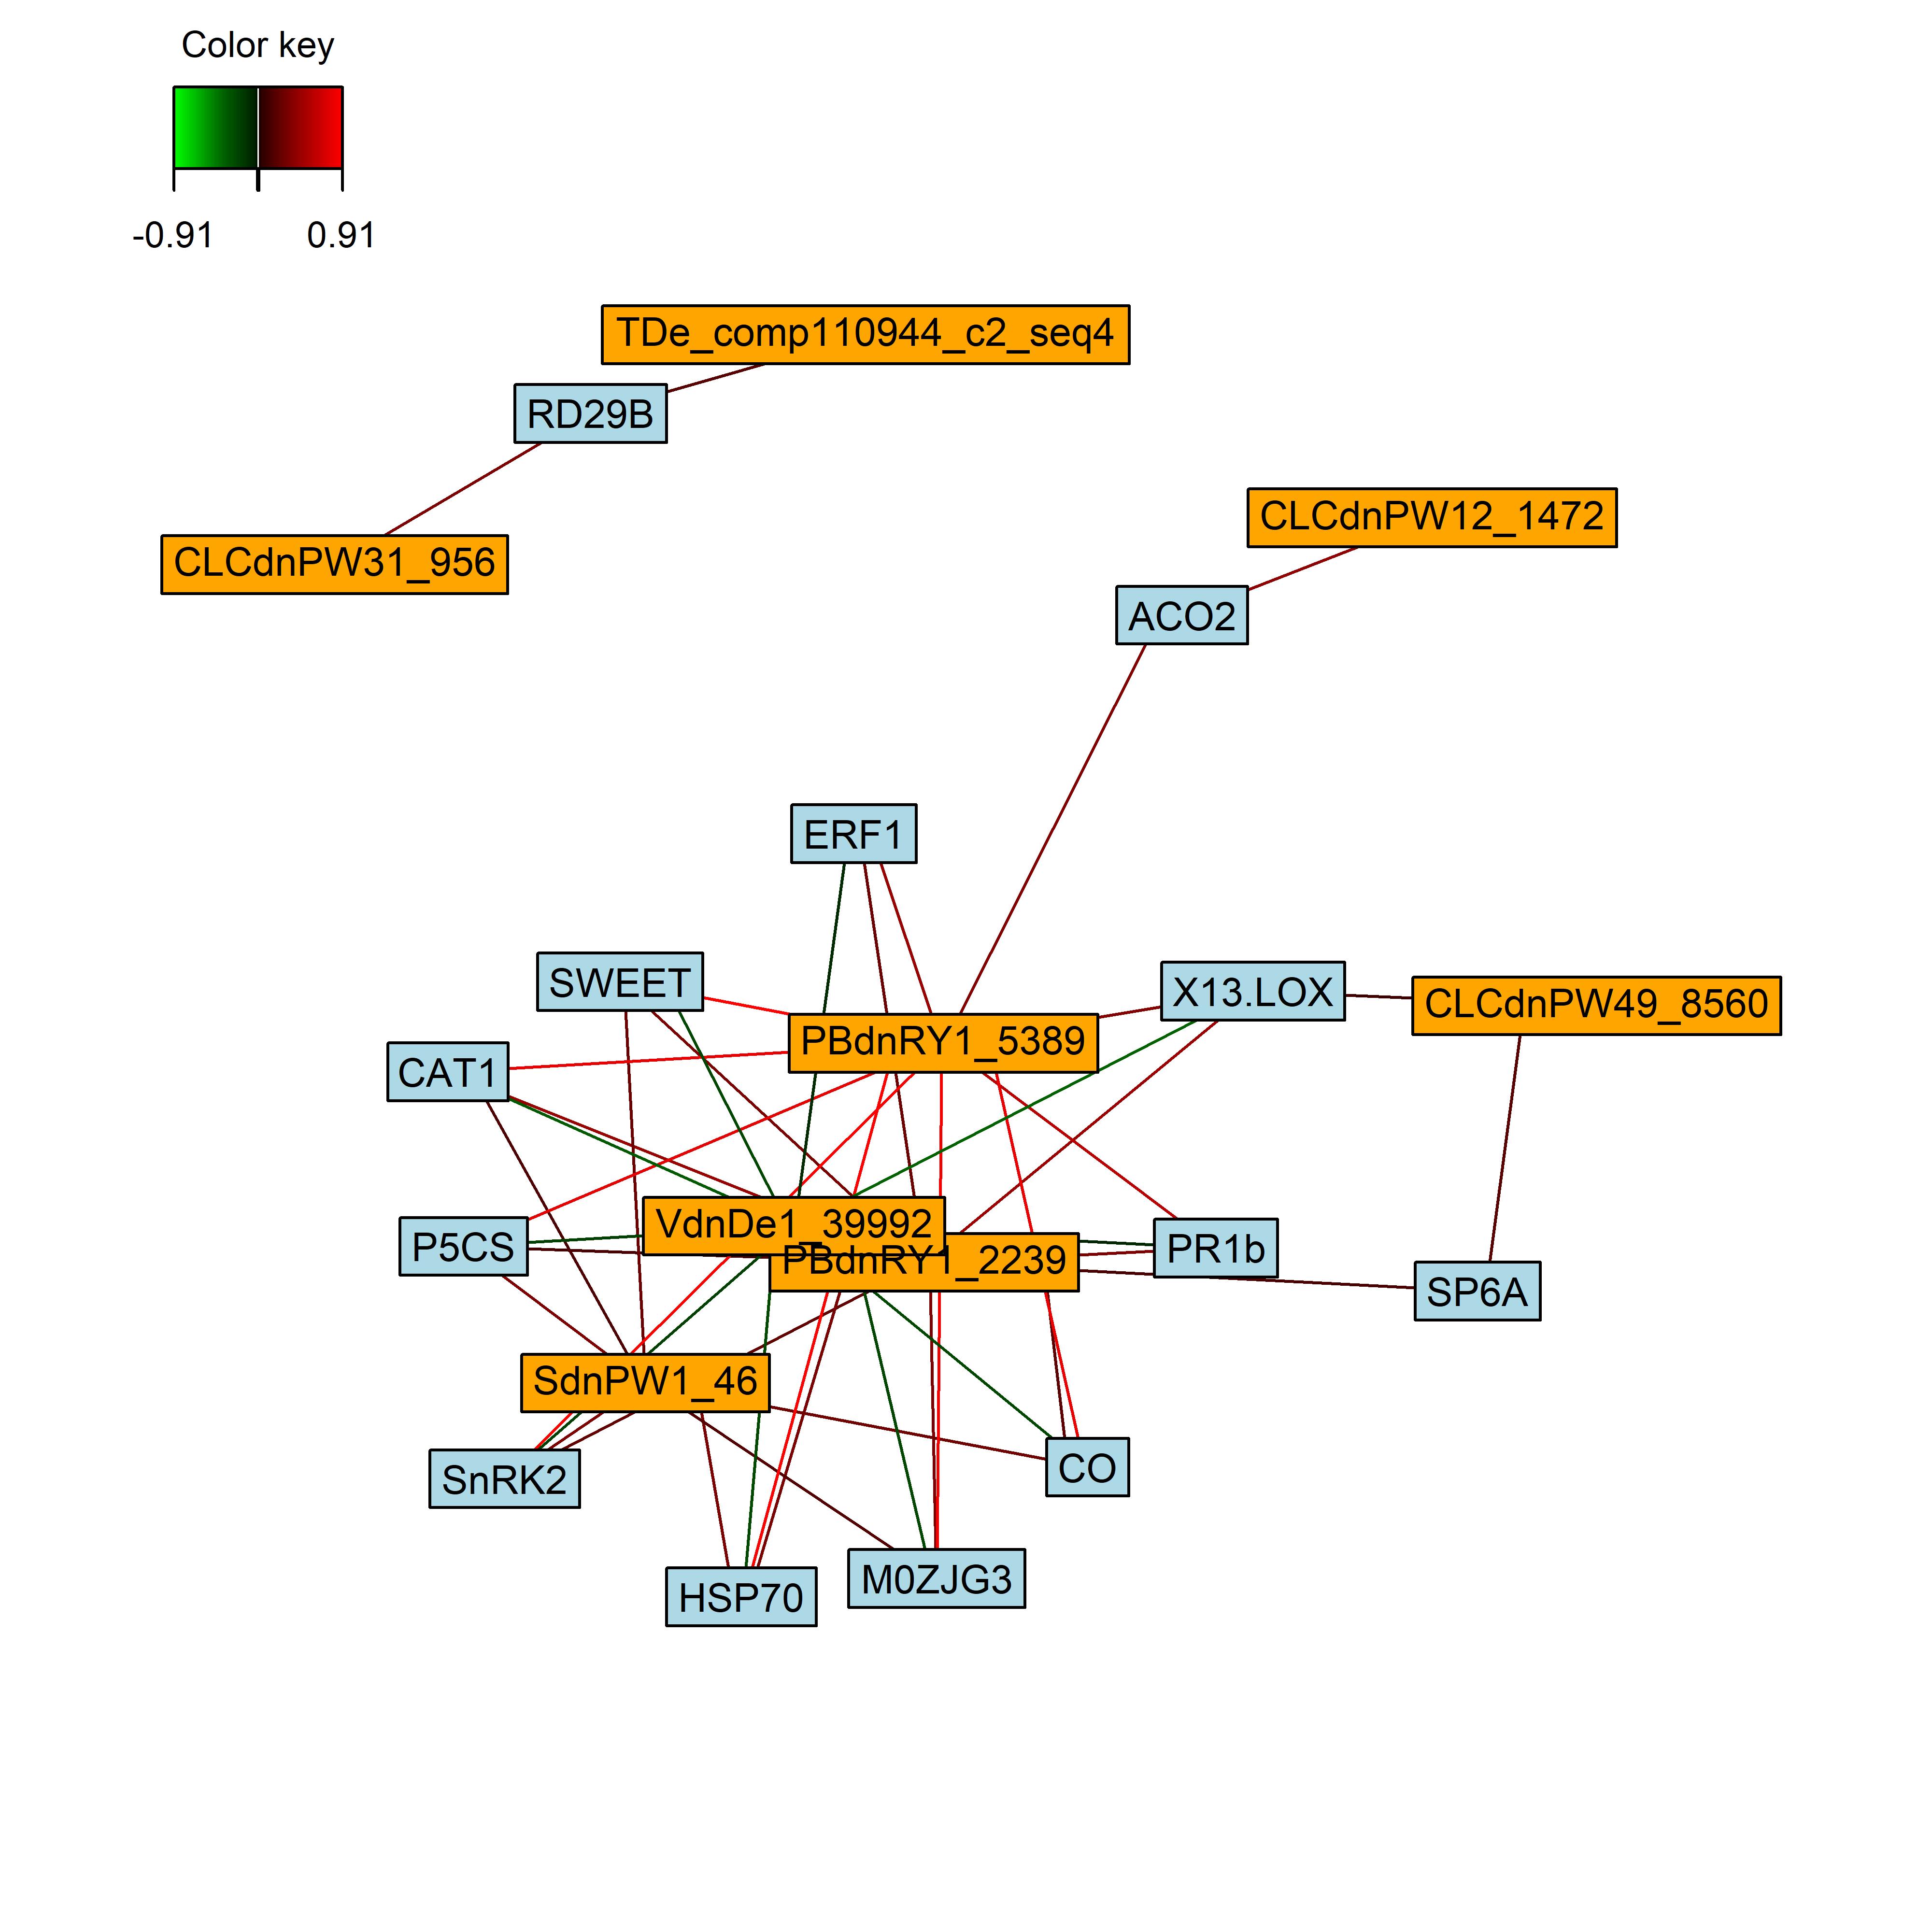 Color key
-0.91 0.91
TDe_comp110944_c2_seq4
RD29B
CLCdnPW12_1472
CLCdnPW31_956
ACO2
ERF1
SWEET
X13.LOX
CLCdnPW49_8560
PBdnRY1_5389
CAT1
VdnDe1_39992
P5CS
PBdnRY1_2239
PR1b
SP6A
SdnPW1_46
CO
SnRK2
M0ZJG3
HSP70